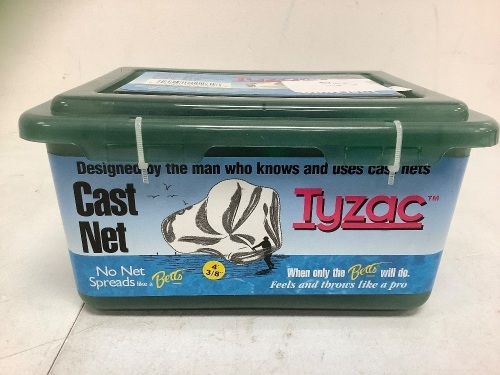 Tyzac
Designed by the man who knows and uses cast nets
Cast
Net
Tyzac™
4
3/8"
No Net
Spreads like a Betts
When only the Betts will do.
Feels and throws like a pro